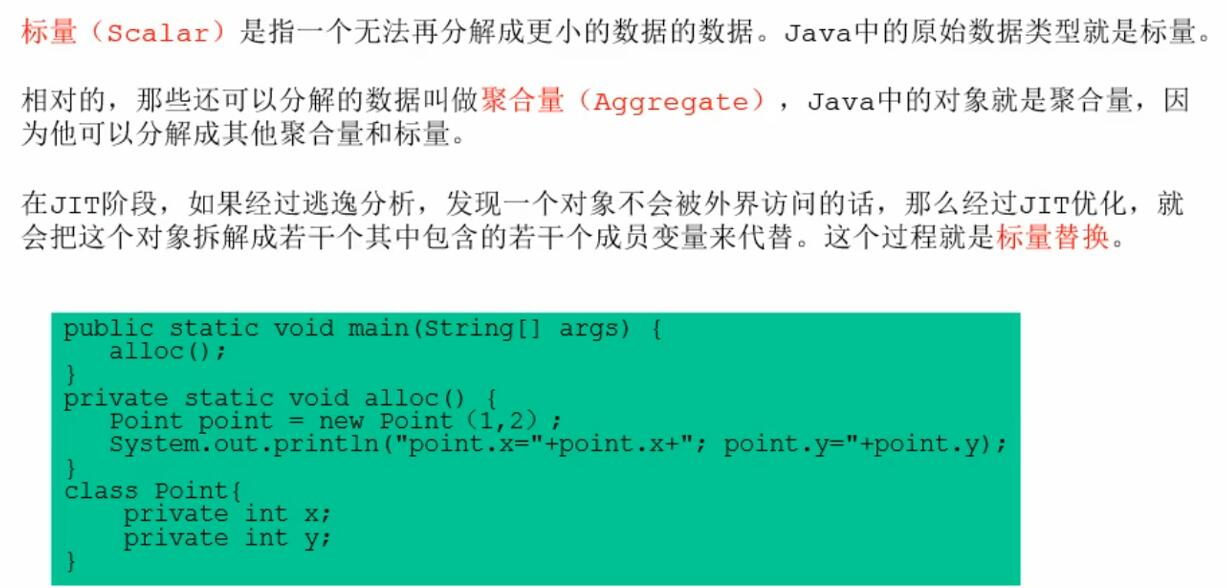 标量（Scalar）是指一个无法再分解成更小的数据的数据。Java中的原始数据类型就是标量。
相对的，那些还可以分解的数据叫做聚合量（Aggregate），Java中的对象就是聚合量，因
为他可以分解成其他聚合量和标量。
在JIT阶段，如果经过逃逸分析，发现一个对象不会被外界访问的话，那么经过JIT优化，就
会把这个对象拆解成若干个其中包含的若干个成员变量来代替。这个过程就是标量替换。
public static void main(String[] args) {
   alloc();
}
private static void alloc() {
   Point point = new Point（1,2）;
   System.out.println("point.x="+point.x+"; point.y="+point.y);
}
class Point{
    private int x;
    private int y;
}